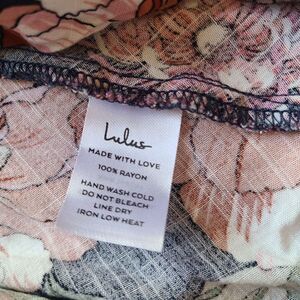 Lulus
MADE WITH LOVE
100% RAYON
HAND WASH COLD
DO NOT BLEACH
LINE DRY
IRON LOW HEAT